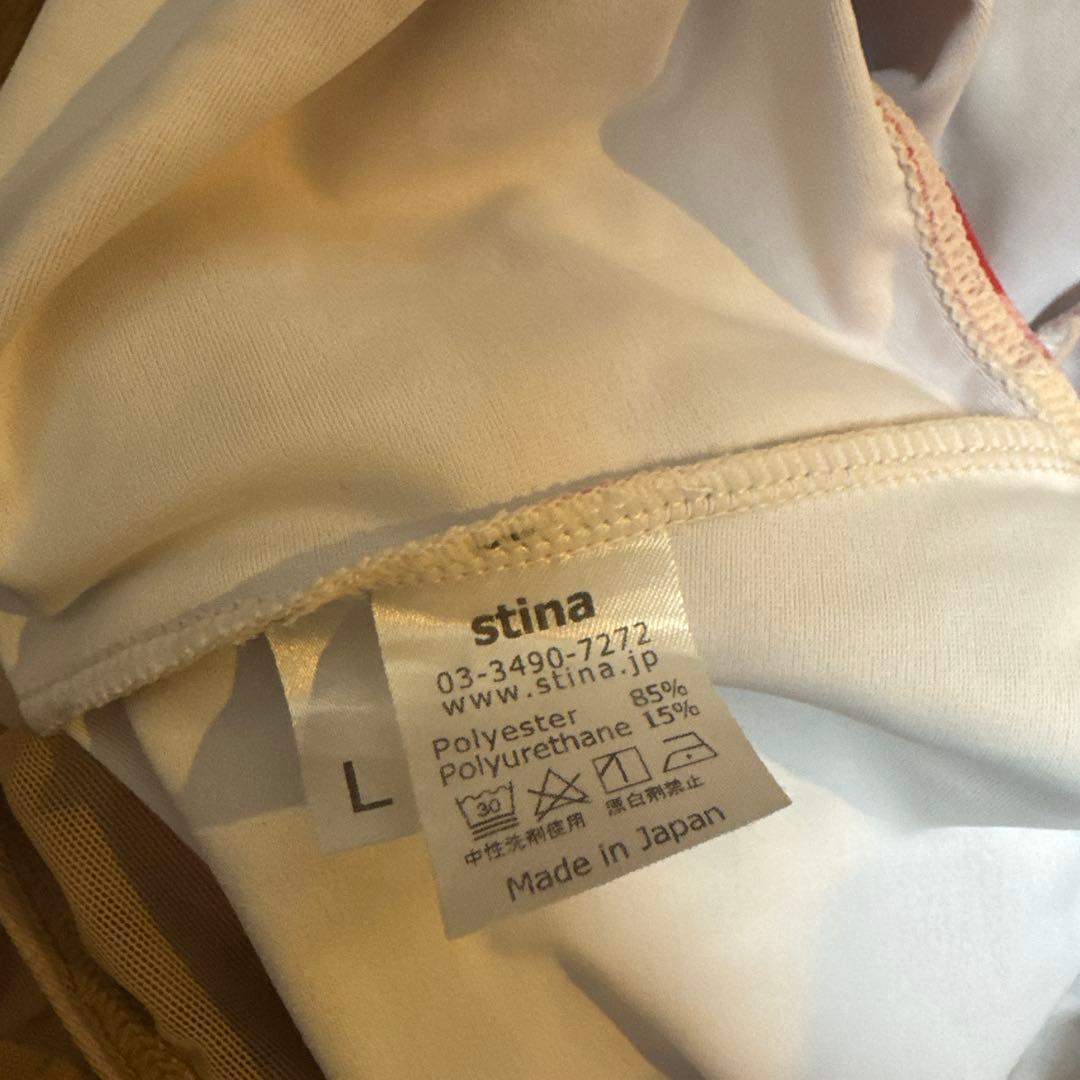 stina
03-3490-7272
www.stina.jp
Polyester 85%
Polyurethane 15%
30
中性洗剤使用 漂白剤禁止
Made in Japan
L